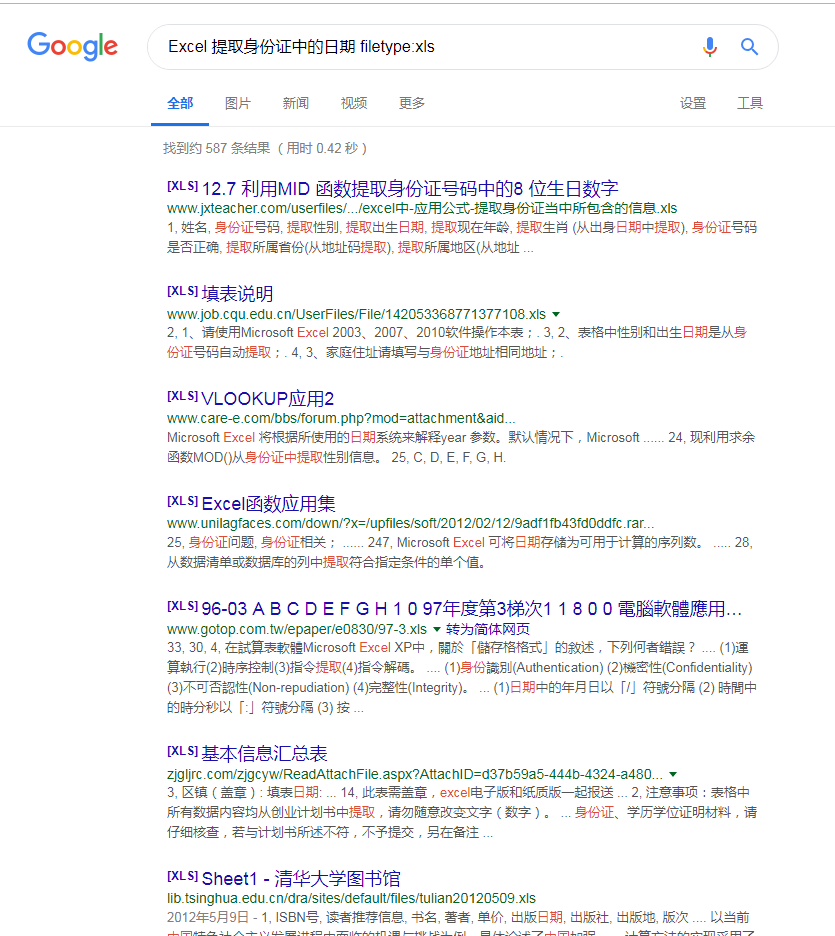 Google
Excel 提取身份证中的日期 filetype:xls
全部 图片 新闻 视频 更多 设置 工具
找到约 587 条结果 （用时 0.42 秒）
[XLS] 12.7 利用MID 函数提取身份证号码中的8 位生日数字
www.jxteacher.com/userfiles/.../excel中-应用公式-提取身份证当中所包含的信息.xls
1, 姓名, 身份证号码, 提取性别, 提取出生日期, 提取现在年龄, 提取生肖 (从出身日期中提取), 身份证号码
是否正确, 提取所属省份(从地址码提取), 提取所属地区(从地址 ...
[XLS] 填表说明
www.job.cqu.edu.cn/UserFiles/File/142053368771377108.xls
2, 1、请使用Microsoft Excel 2003、2007、2010软件操作本表；. 3, 2、表格中性别和出生日期是从身
份证号码自动提取；. 4, 3、家庭住址请填写与身份证地址相同地址；.
[XLS] VLOOKUP应用2
www.care-e.com/bbs/forum.php?mod=attachment&aid...
Microsoft Excel 将根据所使用的日期系统来解释year 参数。默认情况下，Microsoft ...... 24, 现利用求余
函数MOD()从身份证中提取性别信息。 25, C, D, E, F, G, H.
[XLS] Excel函数应用集
www.unilagfaces.com/down/?x=/upfiles/soft/2012/02/12/9adf1fb43fd0ddfc.rar...
25, 身份证问题, 身份证相关； ...... 247, Microsoft Excel 可将日期存储为可用于计算的序列数。 ..... 28,
从数据清单或数据库的列中提取符合指定条件的单个值。
[XLS] 96-03 A B C D E F G H 1 0 97年度第3梯次1 1 8 0 0 電腦軟體應用...
www.gotop.com.tw/epaper/e0830/97-3.xls 转为简体网页
33, 30, 4, 在試算表軟體Microsoft Excel XP中，關於「儲存格格式」的敘述，下列何者錯誤？ .... (1)運
算執行(2)時序控制(3)指令提取(4)指令解碼。 .... (1)身份識別(Authentication) (2)機密性(Confidentiality)
(3)不可否認性(Non-repudiation) (4)完整性(Integrity)。 ... (1)日期中的年月日以「/」符號分隔 (2) 時間中
的時分秒以「:」符號分隔 (3) 按 ...
[XLS] 基本信息汇总表
zjgljrc.com/zjgcyw/ReadAttachFile.aspx?AttachID=d37b59a5-444b-4324-a480...
3, 区镇（盖章）: 填表日期: ... 14, 此表需盖章，excel电子版和纸质版一起报送 ... 2, 注意事项：表格中
所有数据内容均从创业计划书中提取，请勿随意改变文字（数字）。 ... 身份证、学历学位证明材料，请
仔细核查，若与计划书所述不符，不予提交，另在备注 ...
[XLS] Sheet1 - 清华大学图书馆
lib.tsinghua.edu.cn/dra/sites/default/files/tulian20120509.xls
2012年5月9日 - 1, ISBN号, 读者推荐信息, 书名, 著者, 单价, 出版日期, 出版社, 出版地, 版次 .... 以当前